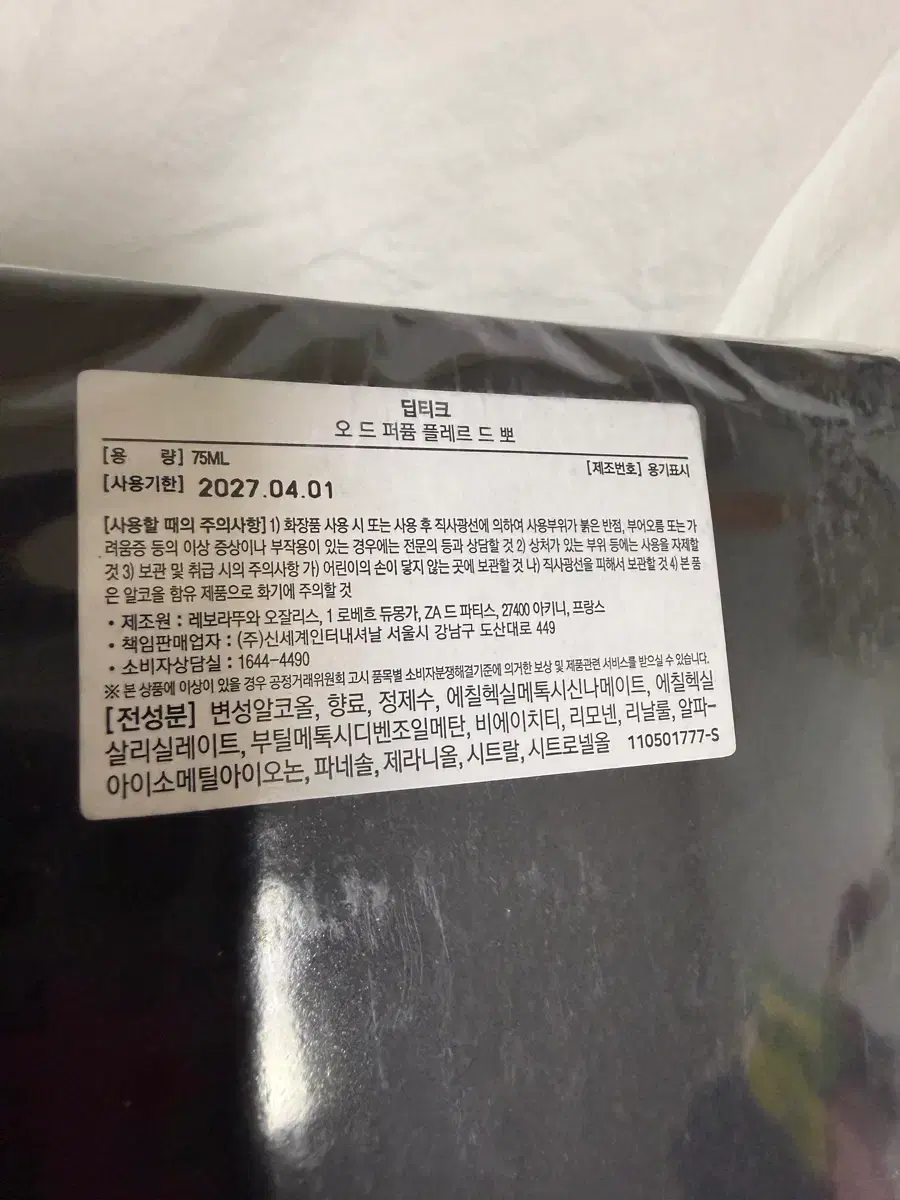 딥티크
오 드 퍼퓸 플레르 드 뽀
[용 량] 75ML
[제조번호] 용기표시
[사용기한] 2027.04.01
[사용할 때의 주의사항] 1) 화장품 사용 시 또는 사용 후 직사광선에 의하여 사용부위가 붉은 반점, 부어오름 또는 가
려움증 등의 이상 증상이나 부작용이 있는 경우에는 전문의 등과 상담할 것 2) 상처가 있는 부위 등에는 사용을 자제할
것 3) 보관 및 취급 시의 주의사항 가) 어린이의 손이 닿지 않는 곳에 보관할 것 나) 직사광선을 피해서 보관할 것 4) 본 품
은 알코올 함유 제품으로 화기에 주의할 것
• 제조원 : 레보라뚜와 오잘리스, 1 로베흐 듀몽가, ZA 드 파티스, 27400 아키니, 프랑스
• 책임판매업자 : (주)신세계인터내셔날 서울시 강남구 도산대로 449
• 소비자상담실 : 1644-4490
※ 본 상품에 이상이 있을 경우 공정거래위원회 고시 품목별 소비자분쟁해결기준에 의거한 보상 및 제품관련 서비스를 받으실 수 있습니다.
[전성분] 변성알코올, 향료, 정제수, 에칠헥실메톡시신나메이트, 에칠헥실
살리실레이트, 부틸메톡시디벤조일메탄, 비에이치티, 리모넨, 리날룰, 알파-
아이소메틸아이오논, 파네솔, 제라니올, 시트랄, 시트로넬올 110501777-S